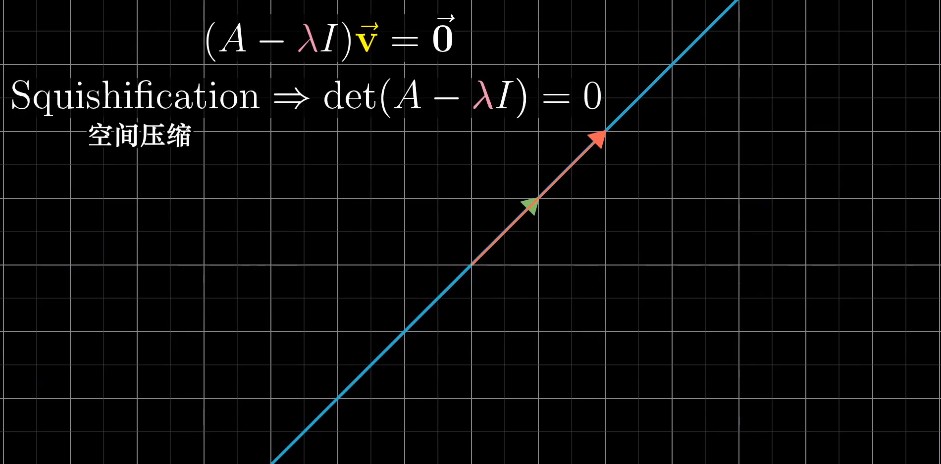 (A − λI)v⃗ = 0⃗
Squishification ⇒ det(A − λI) = 0
空间压缩